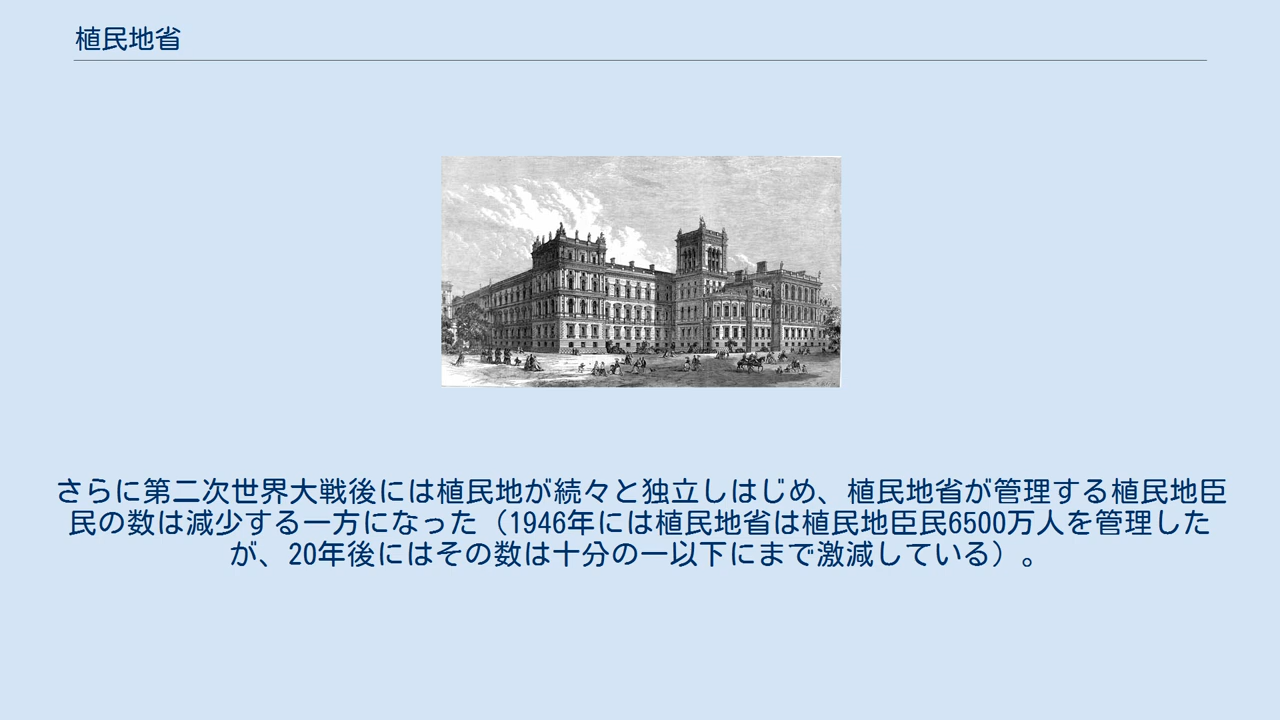 植民地省
さらに第二次世界大戦後には植民地が続々と独立しはじめ、植民地省が管理する植民地臣
民の数は減少する一方になった（1946年には植民地省は植民地臣民6500万人を管理した
が、20年後にはその数は十分の一以下にまで激減している）。